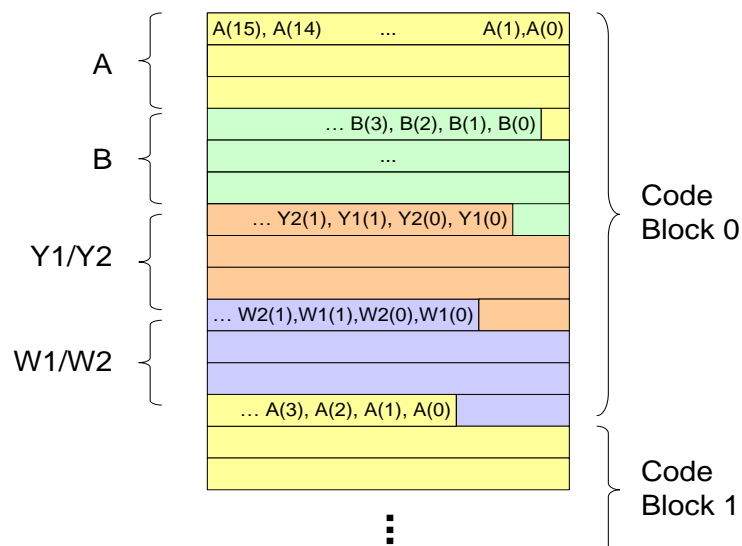 A(15), A(14) ... A(1),A(0)
A
... B(3), B(2), B(1), B(0)
B
...
Code
Block 0
... Y2(1), Y1(1), Y2(0), Y1(0)
Y1/Y2
... W2(1),W1(1),W2(0),W1(0)
W1/W2
... A(3), A(2), A(1), A(0)
Code
Block 1